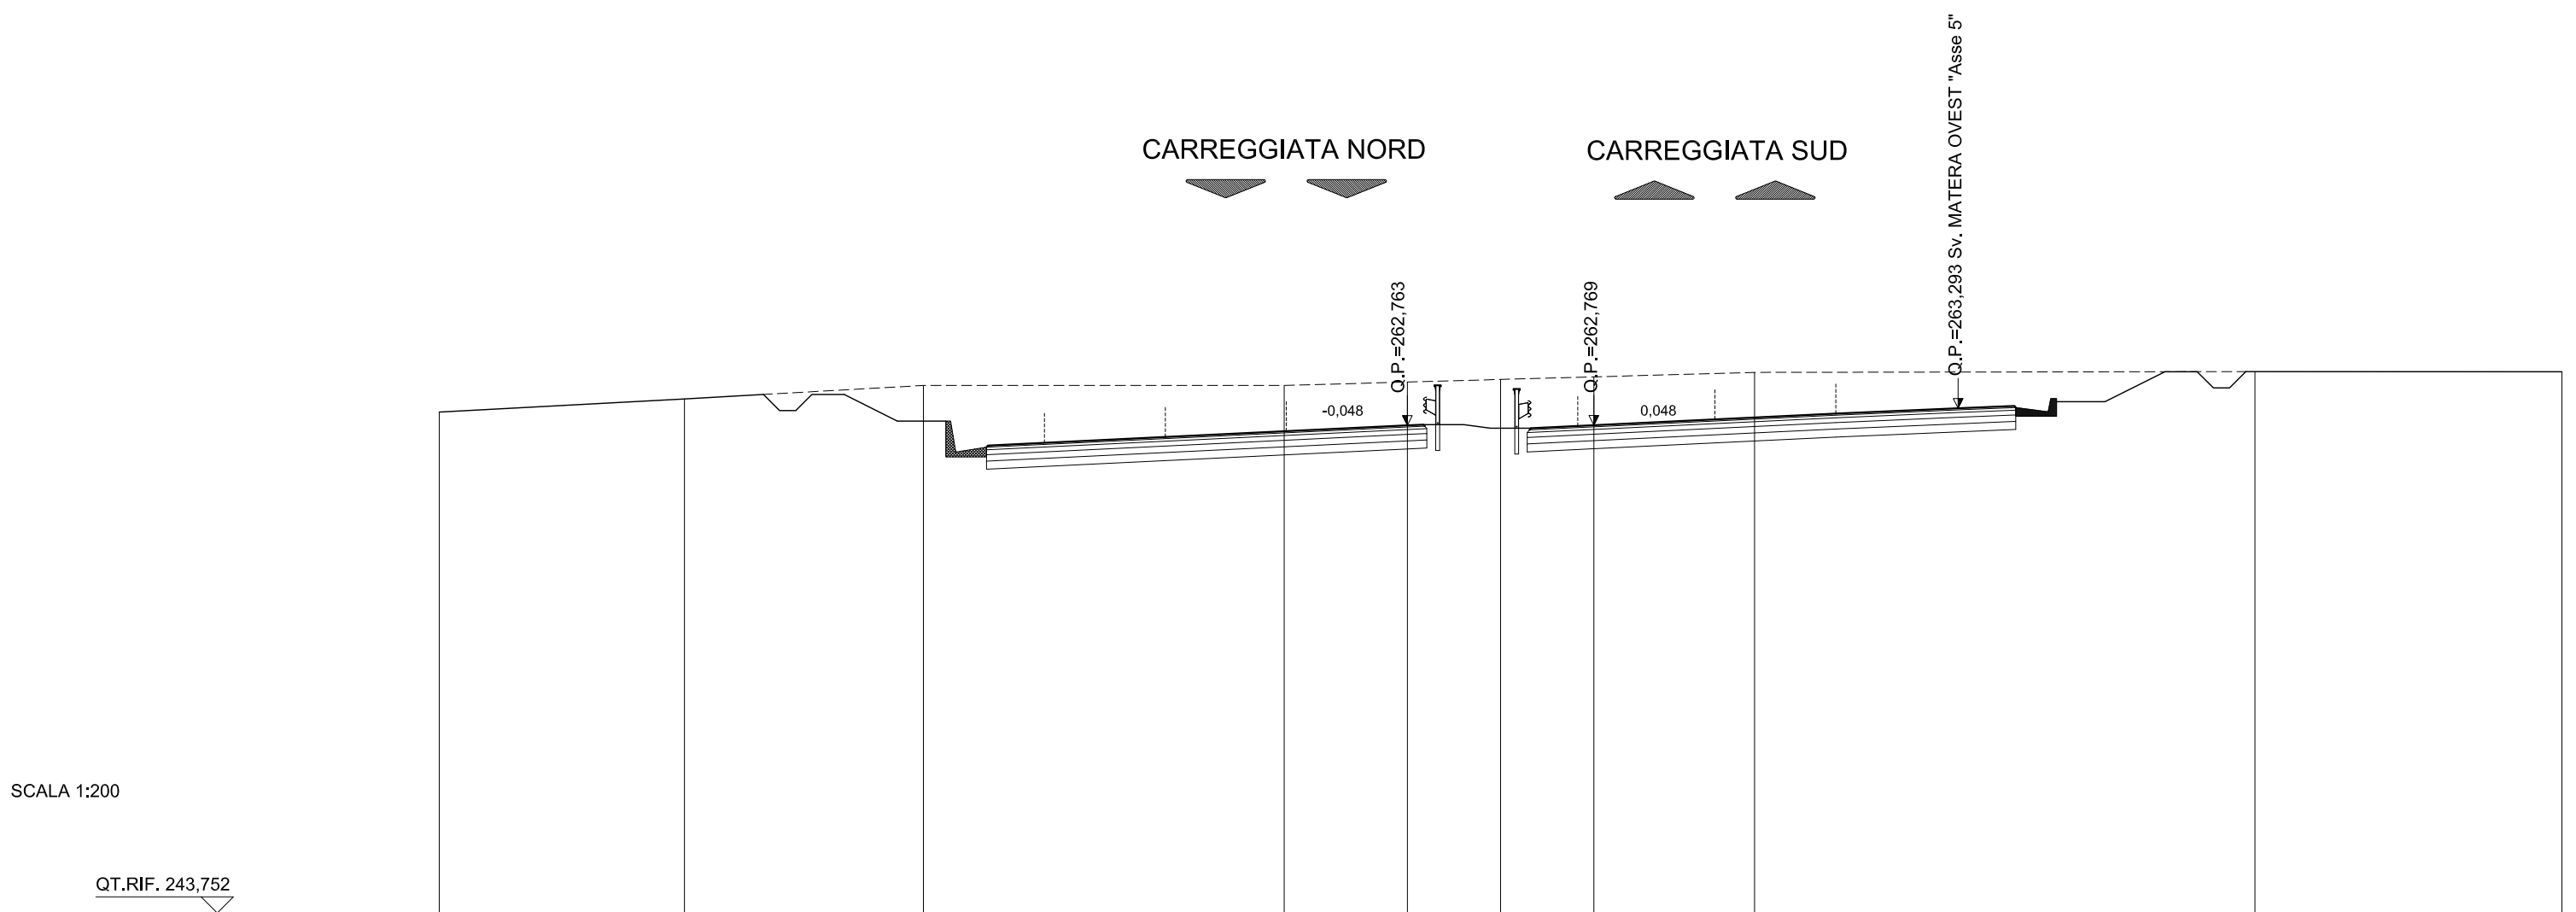 Q.P.=263,293 Sv. MATERA OVEST "Asse 5"
CARREGGIATA NORD
CARREGGIATA SUD
Q.P.=262,763
Q.P.=262,769
-0,048
0,048
SCALA 1:200
QT.RIF. 243,752